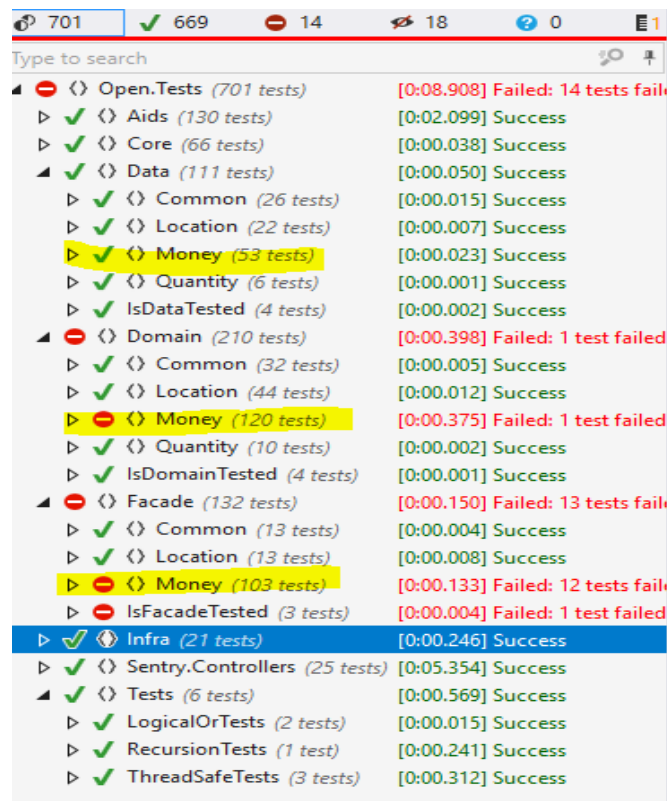 701 669 14 18 0 1
Type to search
Open.Tests (701 tests) [0:08.908] Failed: 14 tests fail
Aids (130 tests) [0:02.099] Success
Core (66 tests) [0:00.038] Success
Data (111 tests) [0:00.050] Success
Common (26 tests) [0:00.015] Success
Location (22 tests) [0:00.007] Success
Money (53 tests) [0:00.023] Success
Quantity (6 tests) [0:00.001] Success
IsDataTested (4 tests) [0:00.002] Success
Domain (210 tests) [0:00.398] Failed: 1 test failed
Common (32 tests) [0:00.005] Success
Location (44 tests) [0:00.012] Success
Money (120 tests) [0:00.375] Failed: 1 test failed
Quantity (10 tests) [0:00.002] Success
IsDomainTested (4 tests) [0:00.001] Success
Facade (132 tests) [0:00.150] Failed: 13 tests faile
Common (13 tests) [0:00.004] Success
Location (13 tests) [0:00.008] Success
Money (103 tests) [0:00.133] Failed: 12 tests faile
IsFacadeTested (3 tests) [0:00.004] Failed: 1 test failed
Infra (21 tests) [0:00.246] Success
Sentry.Controllers (25 tests) [0:05.354] Success
Tests (6 tests) [0:00.569] Success
LogicalOrTests (2 tests) [0:00.015] Success
RecursionTests (1 test) [0:00.241] Success
ThreadSafeTests (3 tests) [0:00.312] Success